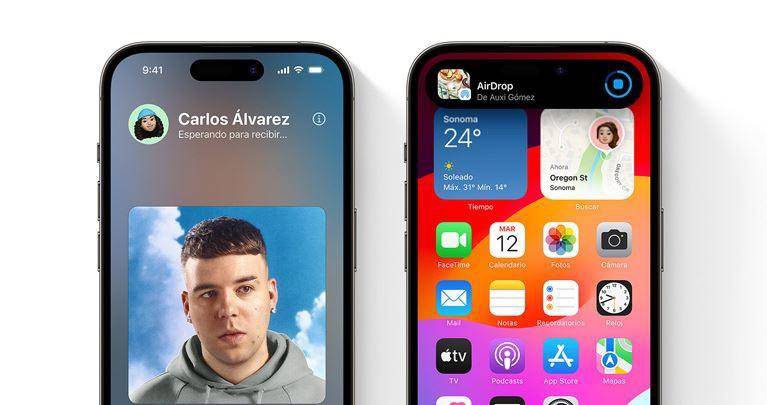 9:41
Carlos Álvarez
Esperando para recibir...
AirDrop
De Auxi Gómez
Sonoma
24°
Soleado
Máx. 31° Mín. 14°
Tiempo
Ahora
Oregon St
Sonoma
OREGON
Buscar
FaceTime
MAR
12
Calendario
Fotos
Cámara
Mail
Notas
Recordatorios
Reloj
tv
TV
Podcasts
App Store
Mapas